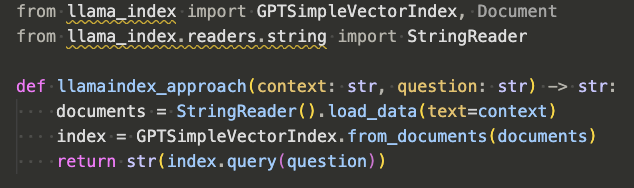 from llama_index import GPTSimpleVectorIndex, Document
from llama_index.readers.string import StringReader

def llamaindex_approach(context: str, question: str) -> str:
    documents = StringReader().load_data(text=context)
    index = GPTSimpleVectorIndex.from_documents(documents)
    return str(index.query(question))